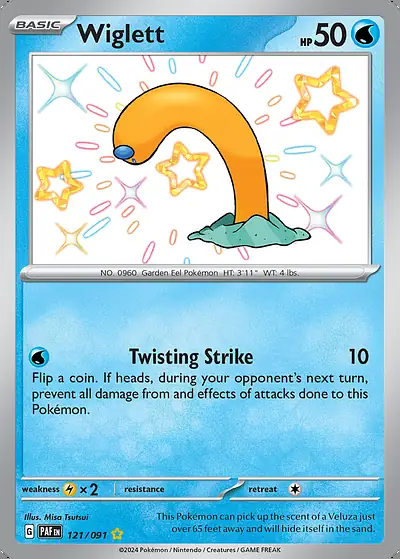 BASIC
Wiglett
HP 50
NO. 0960 Garden Eel Pokémon HT: 3'11" WT: 4 lbs.
Twisting Strike 10
Flip a coin. If heads, during your opponent's next turn,
prevent all damage from and effects of attacks done to this
Pokémon.
weakness ×2 resistance retreat
Illus. Misa Tsutsui
G PAF EN 121/091
This Pokémon can pick up the scent of a Veluza just
over 65 feet away and will hide itself in the sand.
©2024 Pokémon / Nintendo / Creatures / GAME FREAK